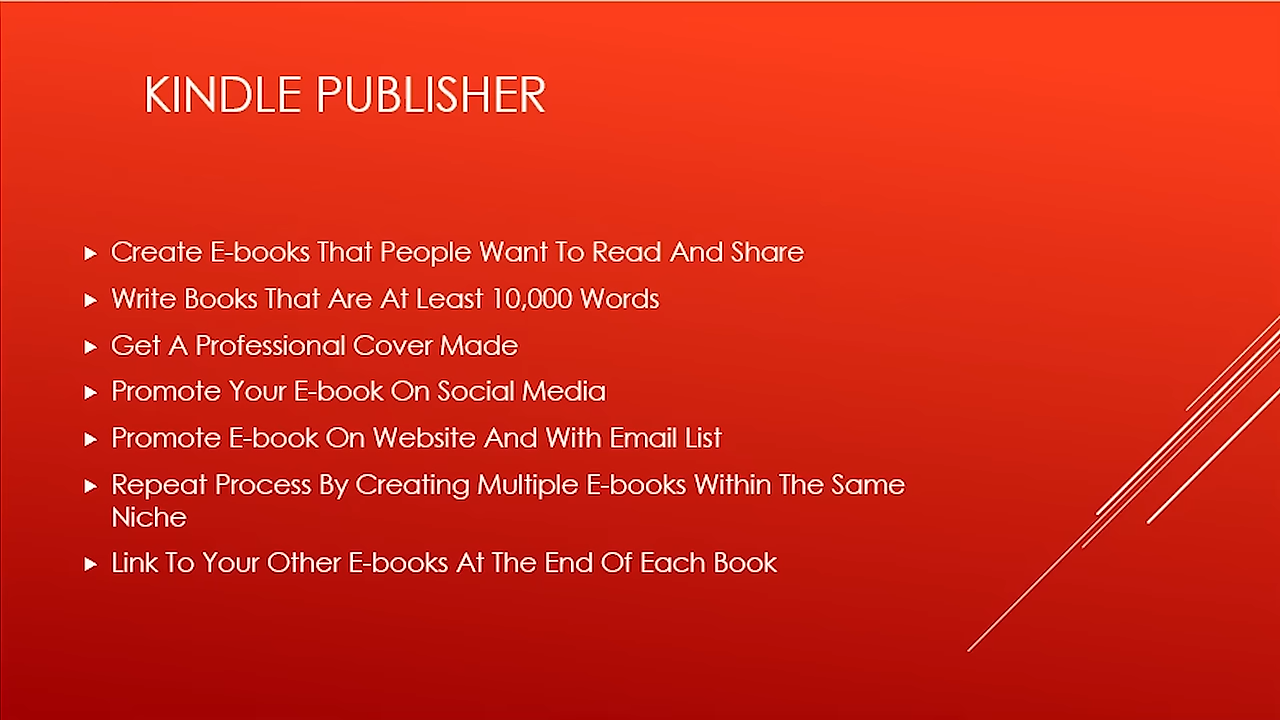 KINDLE PUBLISHER
Create E-books That People Want To Read And Share
Write Books That Are At Least 10,000 Words
Get A Professional Cover Made
Promote Your E-book On Social Media
Promote E-book On Website And With Email List
Repeat Process By Creating Multiple E-books Within The Same
Niche
Link To Your Other E-books At The End Of Each Book